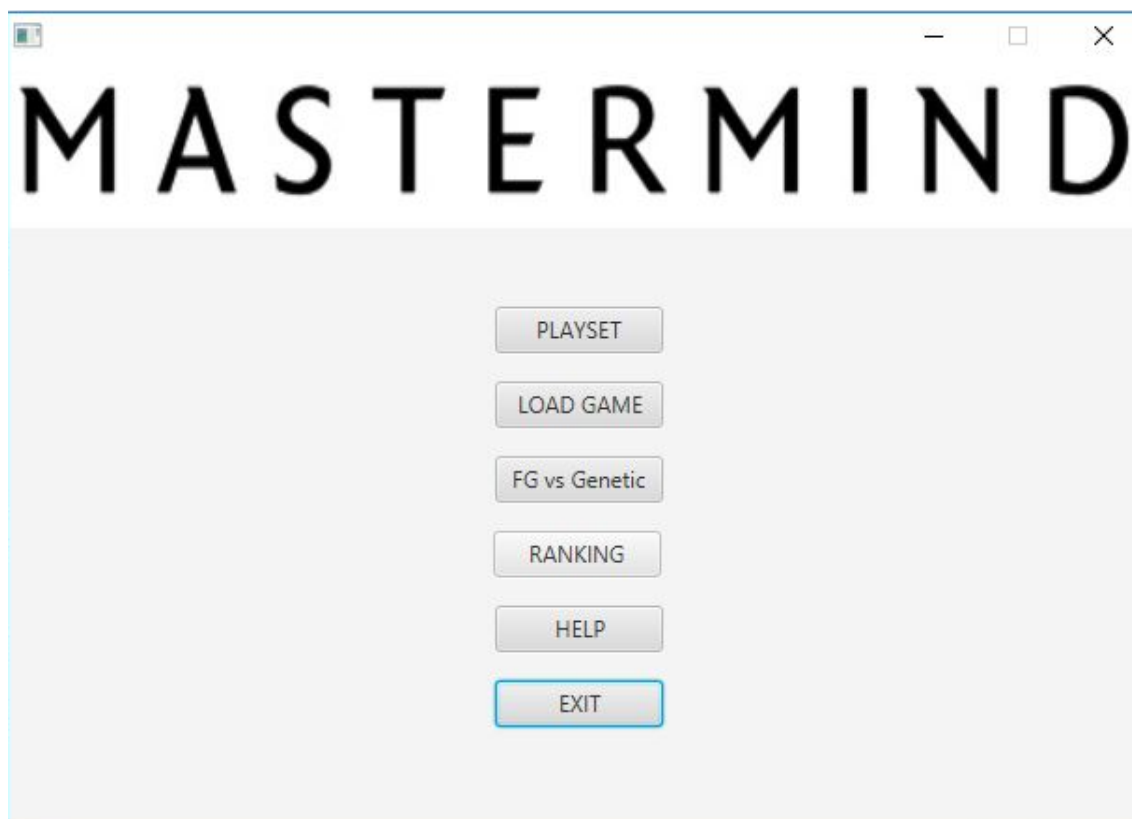 MASTERMIND
PLAYSET
LOAD GAME
FG vs Genetic
RANKING
HELP
EXIT